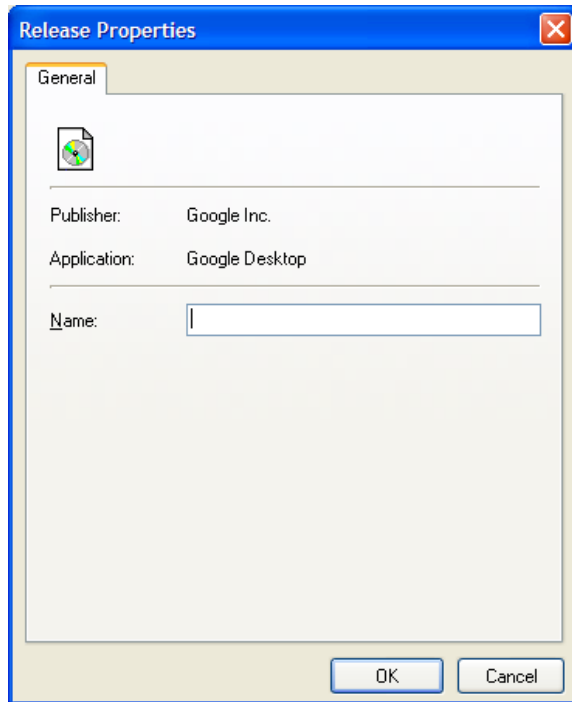 Release Properties
General
Publisher: Google Inc.
Application: Google Desktop
Name:
OK Cancel